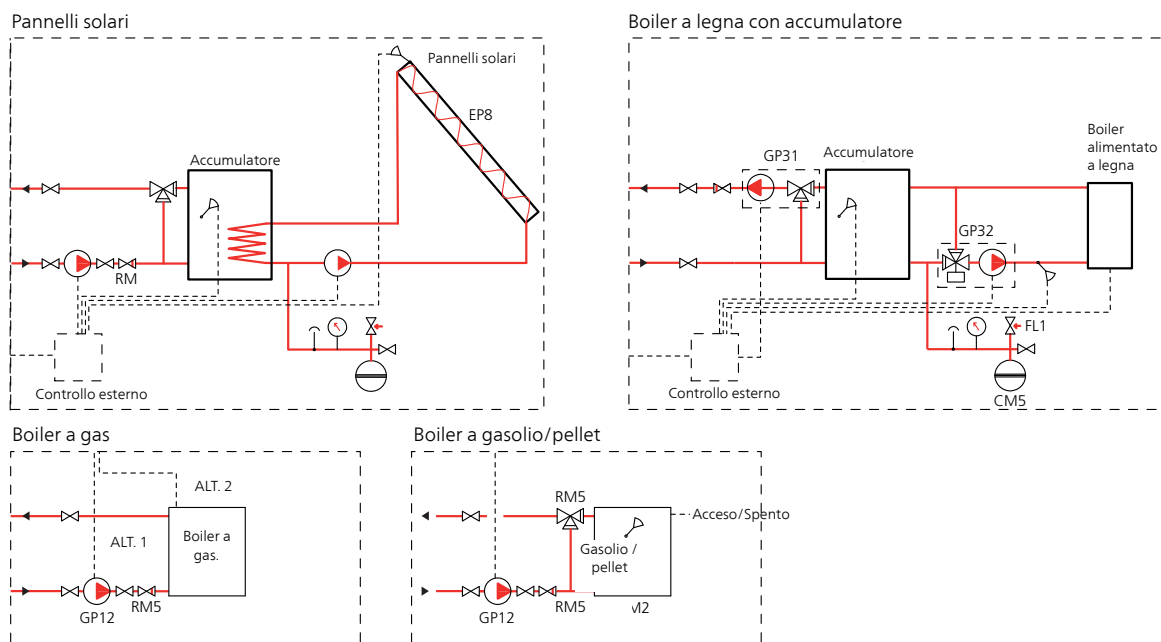 Pannelli solari
Pannelli solari
EP8
Accumulatore
RM
Controllo esterno
Boiler a legna con accumulatore
Boiler
alimentato
a legna
GP31
Accumulatore
GP32
FL1
Controllo esterno
CM5
Boiler a gas
ALT. 2
ALT. 1
Boiler a
gas.
RM5
GP12
Boiler a gasolio/pellet
RM5
Acceso/Spento
Gasolio /
pellet
GP12
RM5
M2